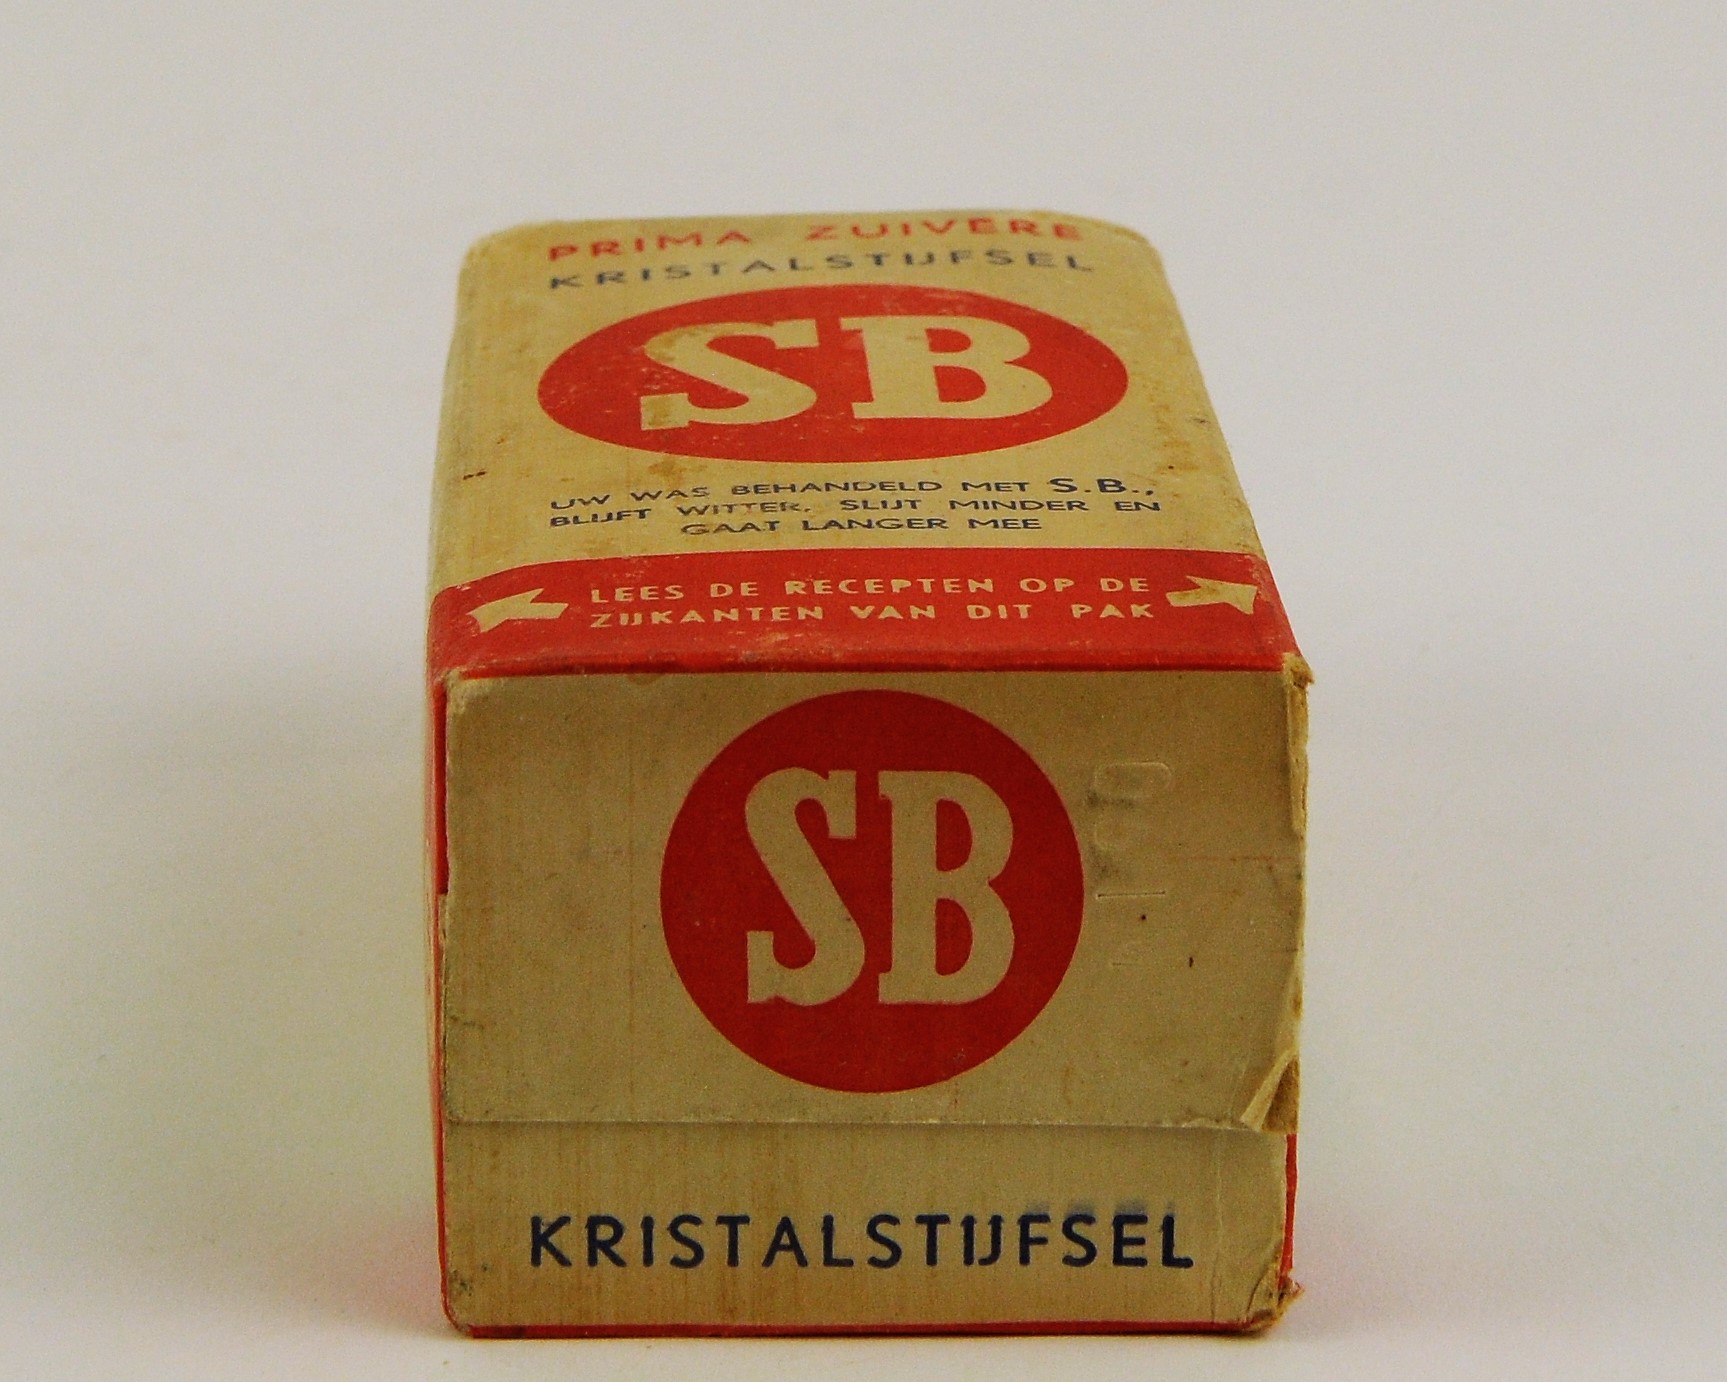 PRIMA ZUIVERE
KRISTALSTIJFSEL
SB
UW WAS BEHANDELD MET S.B.,
BLIJFT WITTER, SLIJT MINDER EN
GAAT LANGER MEE
LEES DE RECEPTEN OP DE
ZIJKANTEN VAN DIT PAK
SB
KRISTALSTIJFSEL